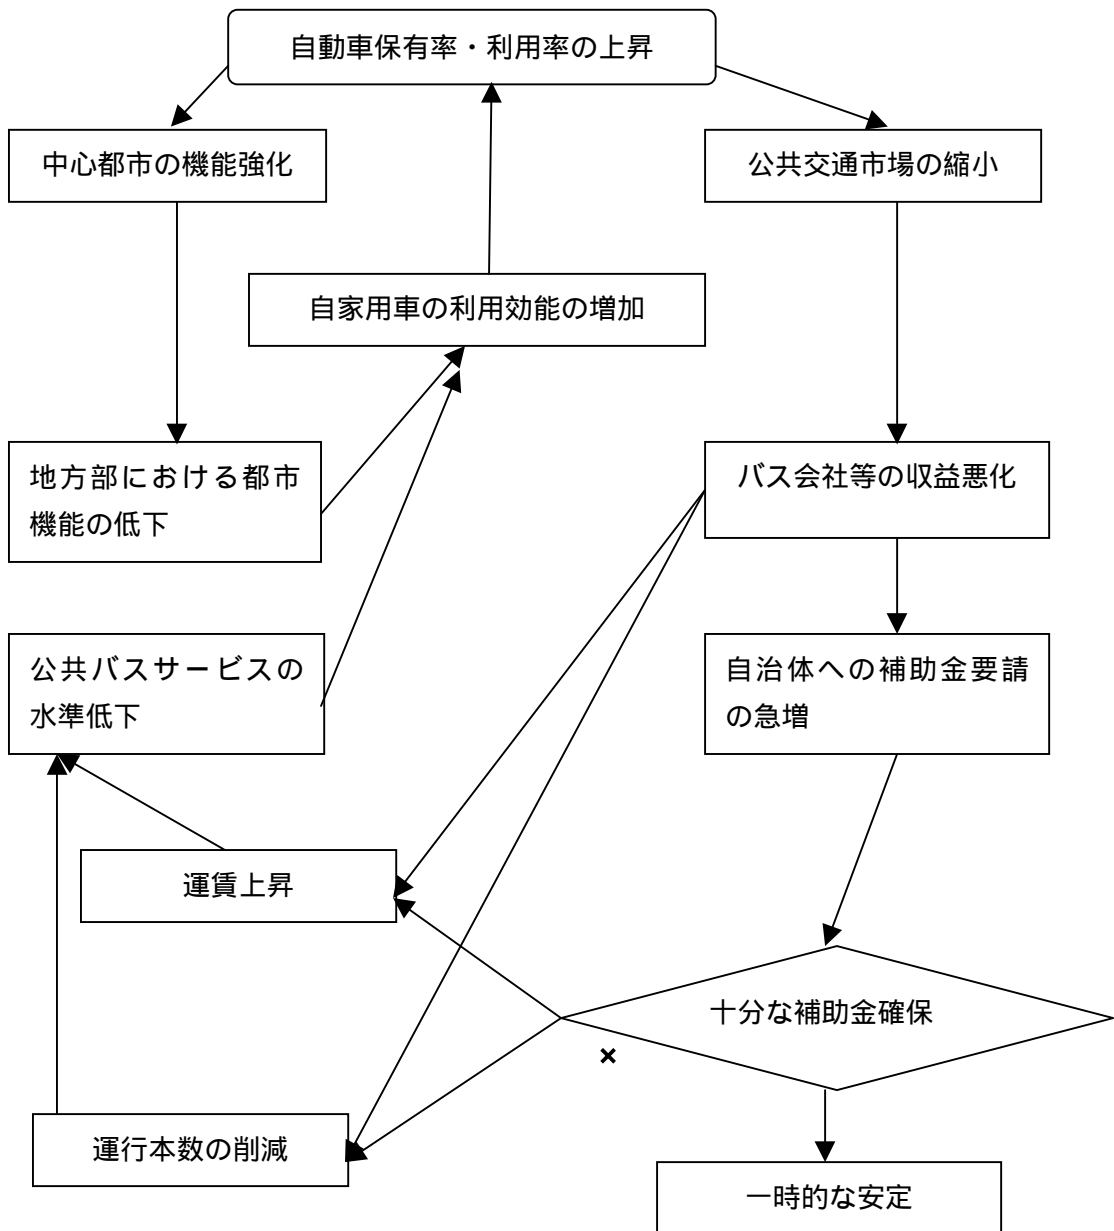 自動車保有率・利用率の上昇
中心都市の機能強化
公共交通市場の縮小
自家用車の利用効能の増加
地方部における都市
機能の低下
バス会社等の収益悪化
公共バスサービスの
水準低下
自治体への補助金要請
の急増
運賃上昇
十分な補助金確保
×
運行本数の削減
一時的な安定